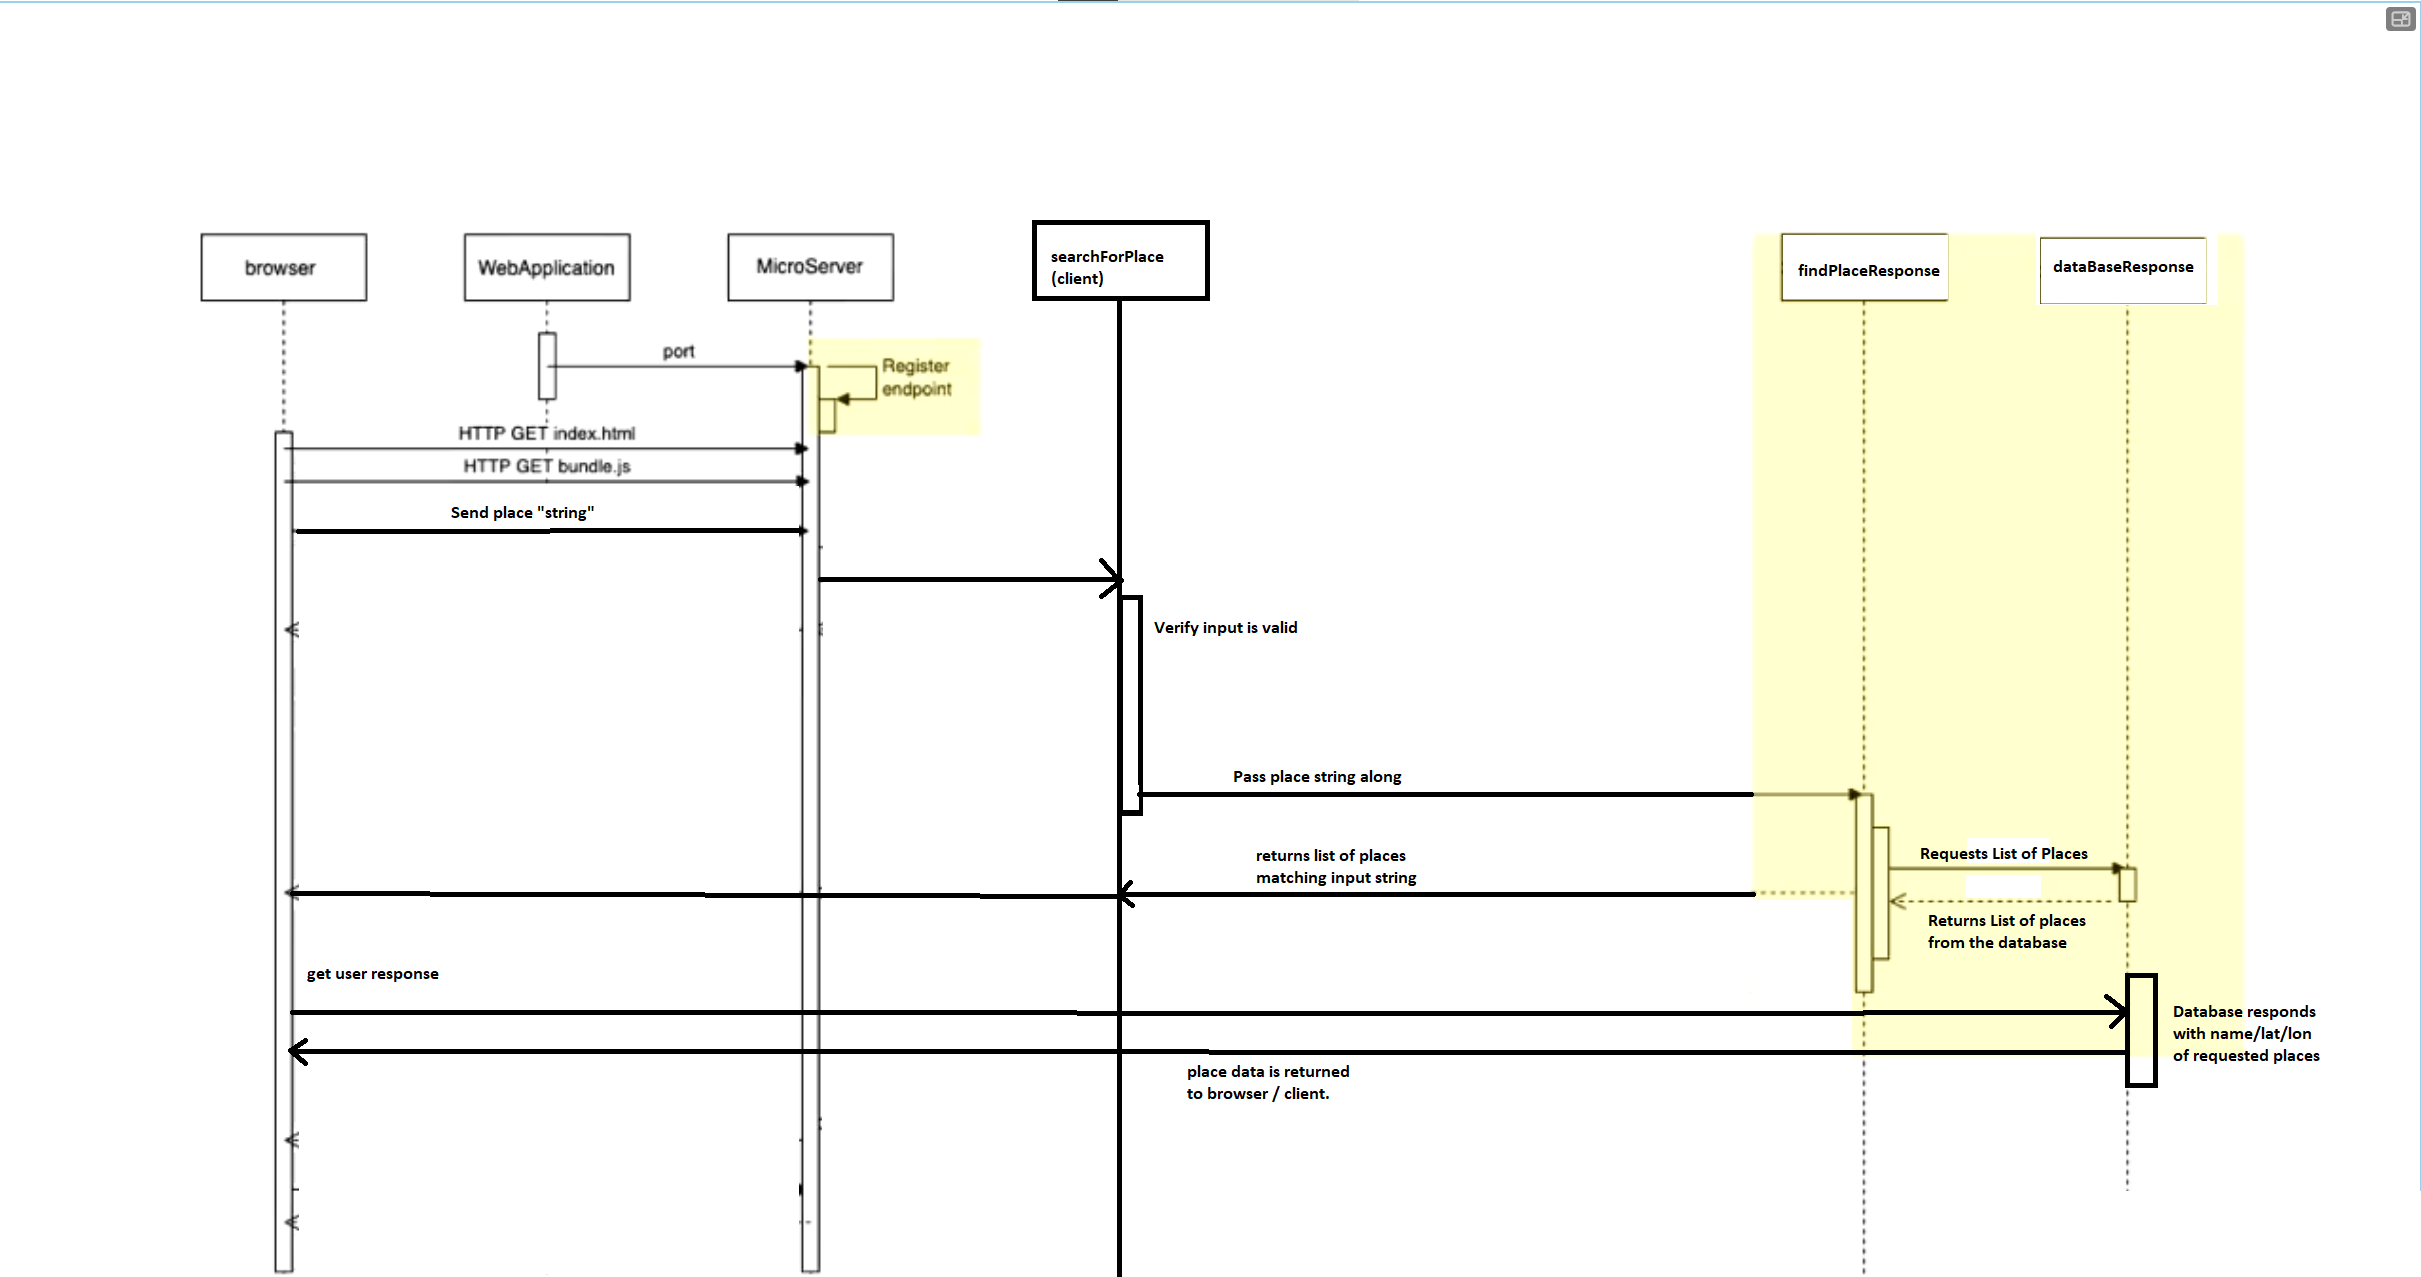 browser
WebApplication
MicroServer
searchForPlace
(client)
findPlaceResponse
dataBaseResponse
port
Register
endpoint
HTTP GET index.html
HTTP GET bundle.js
Send place "string"
Verify input is valid
Pass place string along
returns list of places
matching input string
Requests List of Places
Returns List of places
from the database
get user response
Database responds
with name/lat/lon
of requested places
place data is returned
to browser / client.